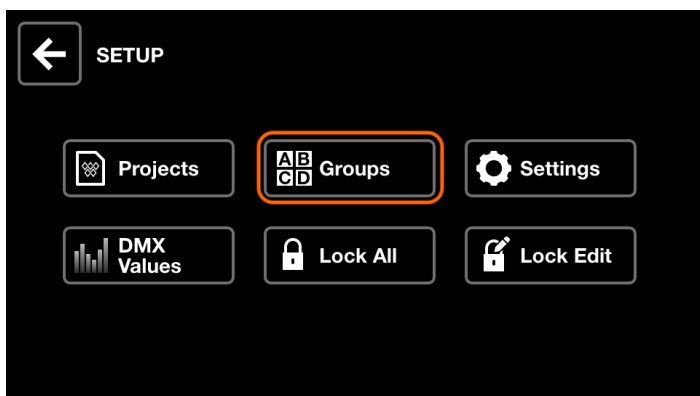 SETUP
Projects
AB
CD
Groups
Settings
DMX
Values
Lock All
Lock Edit